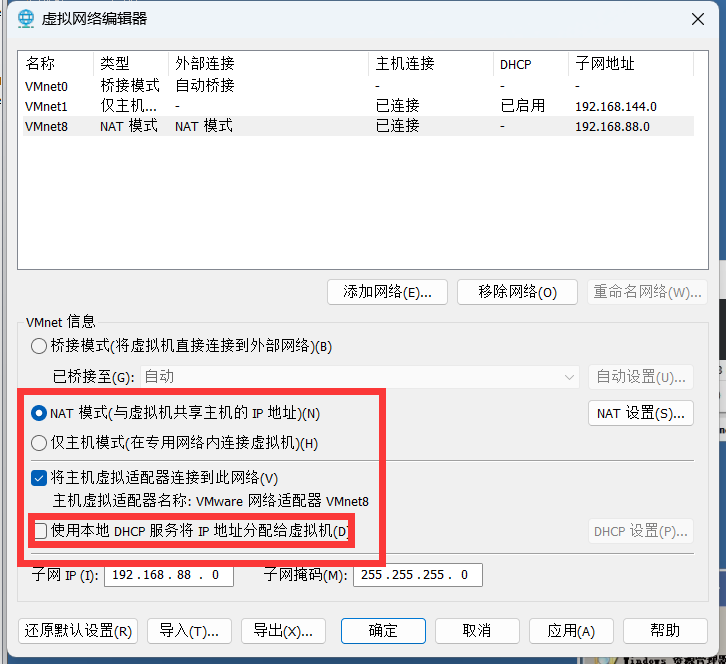 虚拟网络编辑器
名称 类型 外部连接 主机连接 DHCP 子网地址
VMnet0 桥接模式 自动桥接 - - -
VMnet1 仅主机... - 已连接 已启用 192.168.144.0
VMnet8 NAT 模式 NAT 模式 已连接 - 192.168.88.0
添加网络(E)... 移除网络(O) 重命名网络(W)...
VMnet 信息
桥接模式(将虚拟机直接连接到外部网络)(B)
已桥接至(G): 自动 自动设置(U)...
NAT 模式(与虚拟机共享主机的 IP 地址)(N) NAT 设置(S)...
仅主机模式(在专用网络内连接虚拟机)(H)
将主机虚拟适配器连接到此网络(V)
主机虚拟适配器名称: VMware 网络适配器 VMnet8
使用本地 DHCP 服务将 IP 地址分配给虚拟机(D) DHCP 设置(P)...
子网 IP (I): 192.168.88.0 子网掩码(M): 255.255.255.0
还原默认设置(R) 导入(T)... 导出(X)... 确定 取消 应用(A) 帮助